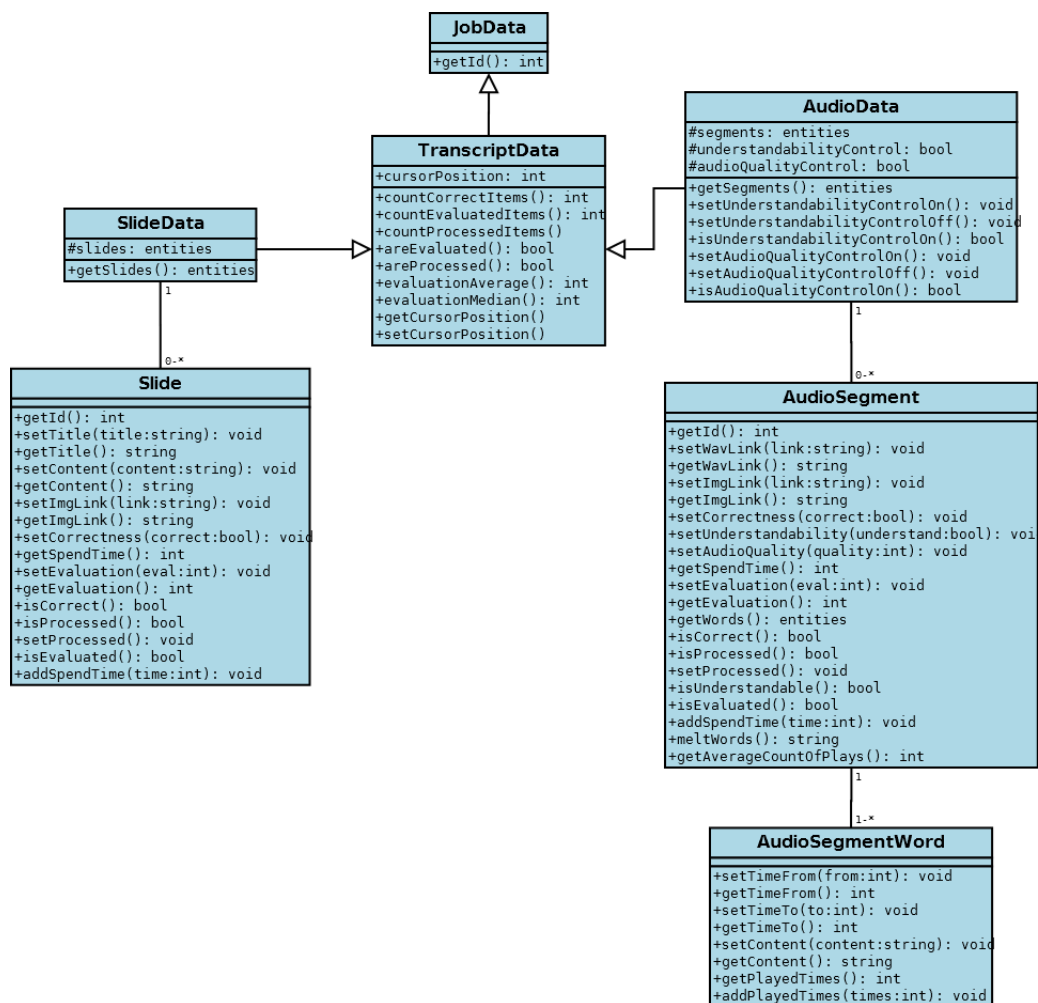 JobData
+getId(): int
TranscriptData
+cursorPosition: int
+countCorrectItems(): int
+countEvaluatedItems(): int
+countProcessedItems()
+areEvaluated(): bool
+areProcessed(): bool
+evaluationAverage(): int
+evaluationMedian(): int
+getCursorPosition()
+setCursorPosition()
AudioData
#segments: entities
#understandabilityControl: bool
#audioQualityControl: bool
+getSegments(): entities
+setUnderstandabilityControlOn(): void
+setUnderstandabilityControlOff(): void
+isUnderstandabilityControlOn(): bool
+setAudioQualityControlOn(): void
+setAudioQualityControlOff(): void
+isAudioQualityControlOn(): bool
SlideData
#slides: entities
+getSlides(): entities
1
0-*
Slide
+getId(): int
+setTitle(title:string): void
+getTitle(): string
+setContent(content:string): void
+getContent(): string
+setImgLink(link:string): void
+getImgLink(): string
+setCorrectness(correct:bool): void
+getSpendTime(): int
+setEvaluation(eval:int): void
+getEvaluation(): int
+isCorrect(): bool
+isProcessed(): bool
+setProcessed(): void
+isEvaluated(): bool
+addSpendTime(time:int): void
1
0-*
AudioSegment
+getId(): int
+setWavLink(link:string): void
+getWavLink(): string
+setImgLink(link:string): void
+getImgLink(): string
+setCorrectness(correct:bool): void
+setUnderstandability(understand:bool): voi
+setAudioQuality(quality:int): void
+getSpendTime(): int
+setEvaluation(eval:int): void
+getEvaluation(): int
+getWords(): entities
+isCorrect(): bool
+isProcessed(): bool
+setProcessed(): void
+isUnderstandable(): bool
+isEvaluated(): bool
+addSpendTime(time:int): void
+meltWords(): string
+getAverageCountOfPlays(): int
1
1-*
AudioSegmentWord
+setTimeFrom(from:int): void
+getTimeFrom(): int
+setTimeTo(to:int): void
+getTimeTo(): int
+setContent(content:string): void
+getContent(): string
+getPlayedTimes(): int
+addPlayedTimes(times:int): void